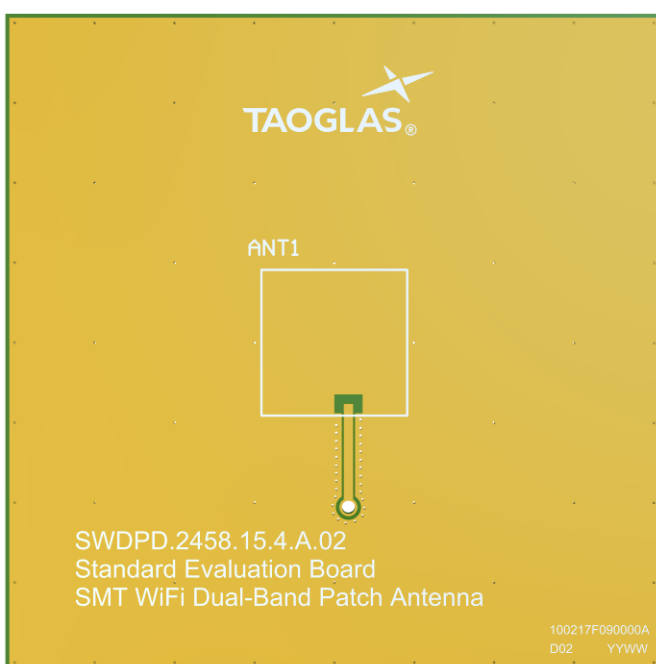 TAOGLAS®
ANT1
SWDPD.2458.15.4.A.02
Standard Evaluation Board
SMT WiFi Dual-Band Patch Antenna
100217F090000A
D02 YYWW